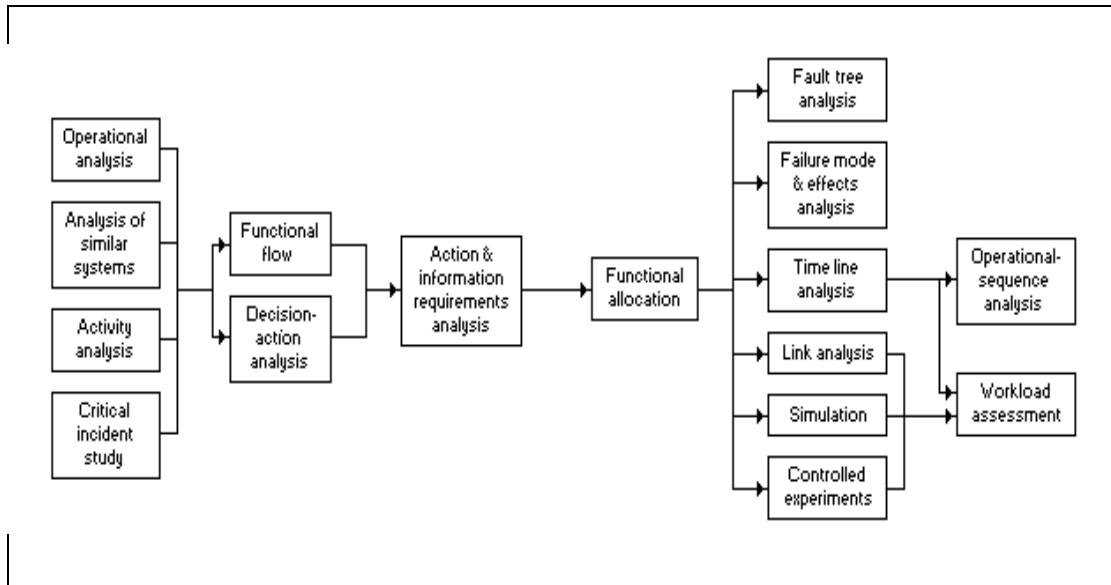 Operational
analysis
Analysis of
similar
systems
Activity
analysis
Critical
incident
study
Functional
flow
Decision-
action
analysis
Action &
information
requirements
analysis
Functional
allocation
Fault tree
analysis
Failure mode
& effects
analysis
Time line
analysis
Link analysis
Simulation
Controlled
experiments
Operational-
sequence
analysis
Workload
assessment